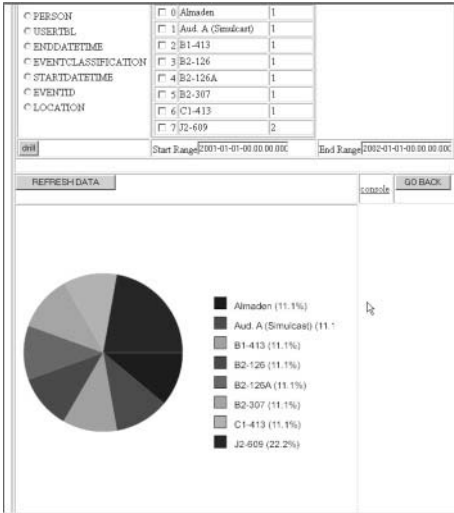 PERSON
USERTBL
ENDDATETIME
EVENTCLASSIFICATION
STARTDATETIME
EVENTID
LOCATION
0 Almaden 1
1 Aud. A (Simulcast) 1
2 B1-413 1
3 B2-126 1
4 B2-126A 1
5 B2-307 1
6 C1-413 1
7 J2-609 2
drill Start Range 2001-01-01-00.00.00.000 End Range 2002-01-01-00.00.00.000
REFRESH DATA console GO BACK
Almaden (11.1%)
Aud. A (Simulcast) (11.1
B1-413 (11.1%)
B2-126 (11.1%)
B2-126A (11.1%)
B2-307 (11.1%)
C1-413 (11.1%)
J2-609 (22.2%)